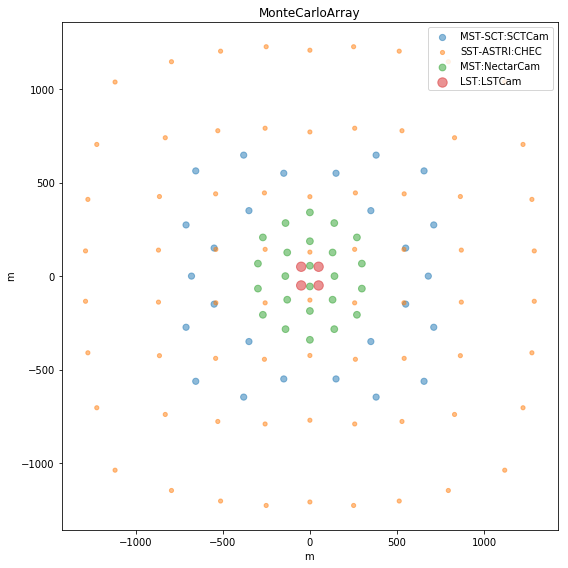 MonteCarloArray
MST-SCT:SCTCam
SST-ASTRI:CHEC
MST:NectarCam
LST:LSTCam
1000
500
0
−500
−1000
m
−1000
−500
0
500
1000
m